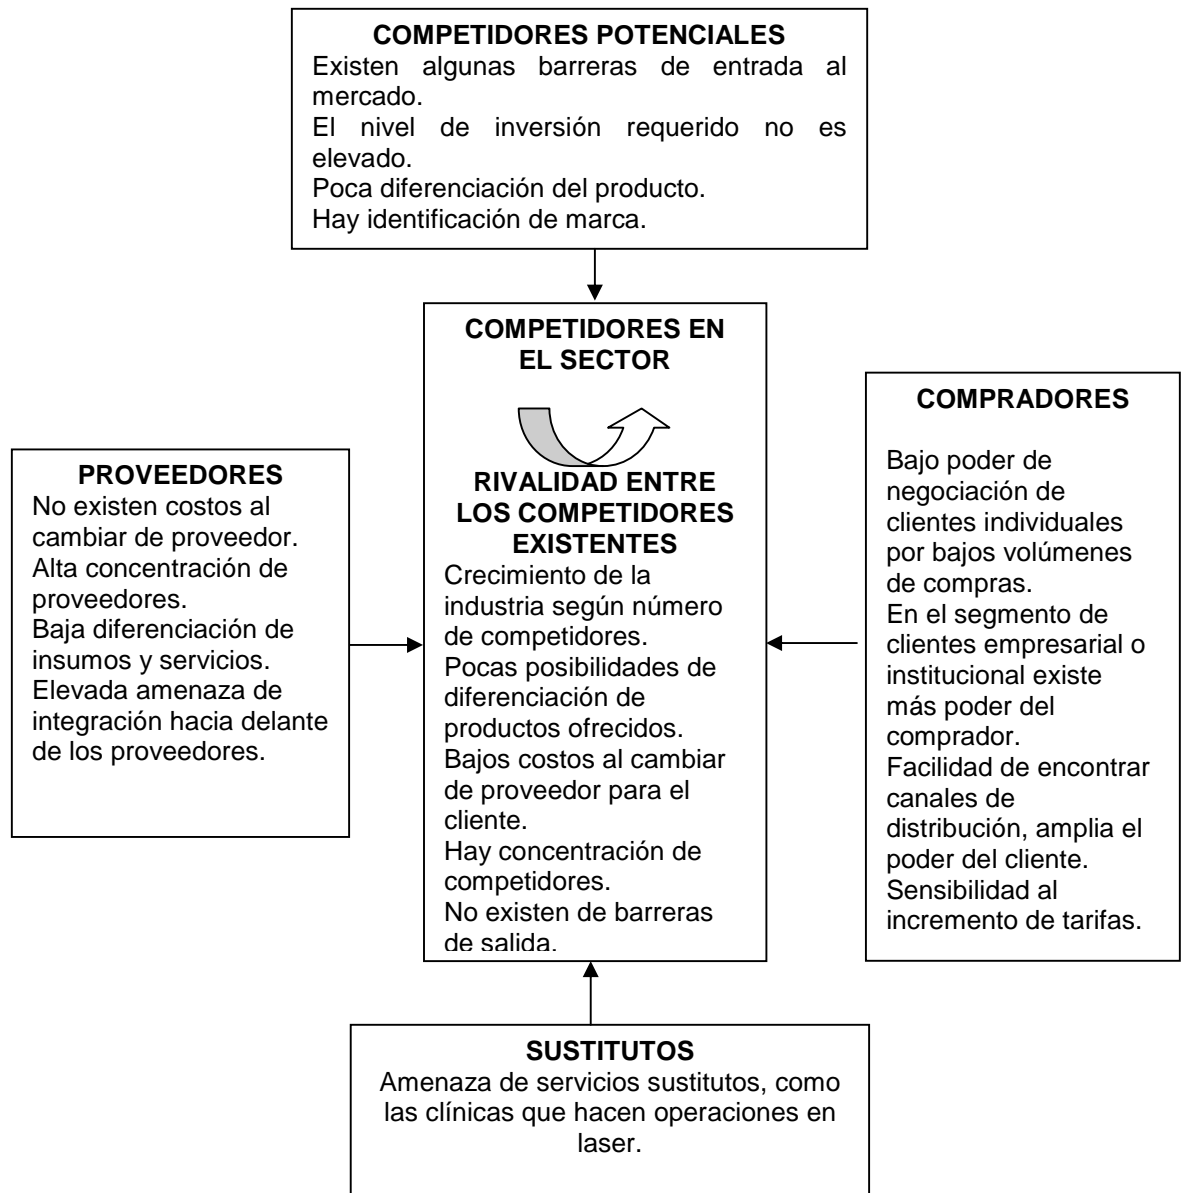 COMPETIDORES POTENCIALES
Existen algunas barreras de entrada al
mercado.
El nivel de inversión requerido no es
elevado.
Poca diferenciación del producto.
Hay identificación de marca.
COMPETIDORES EN
EL SECTOR
RIVALIDAD ENTRE
LOS COMPETIDORES
EXISTENTES
Crecimiento de la
industria según número
de competidores.
Pocas posibilidades de
diferenciación de
productos ofrecidos.
Bajos costos al cambiar
de proveedor para el
cliente.
Hay concentración de
competidores.
No existen de barreras
de salida.
PROVEEDORES
No existen costos al
cambiar de proveedor.
Alta concentración de
proveedores.
Baja diferenciación de
insumos y servicios.
Elevada amenaza de
integración hacia delante
de los proveedores.
COMPRADORES
Bajo poder de
negociación de
clientes individuales
por bajos volúmenes
de compras.
En el segmento de
clientes empresarial o
institucional existe
más poder del
comprador.
Facilidad de encontrar
canales de
distribución, amplia el
poder del cliente.
Sensibilidad al
incremento de tarifas.
SUSTITUTOS
Amenaza de servicios sustitutos, como
las clínicas que hacen operaciones en
laser.